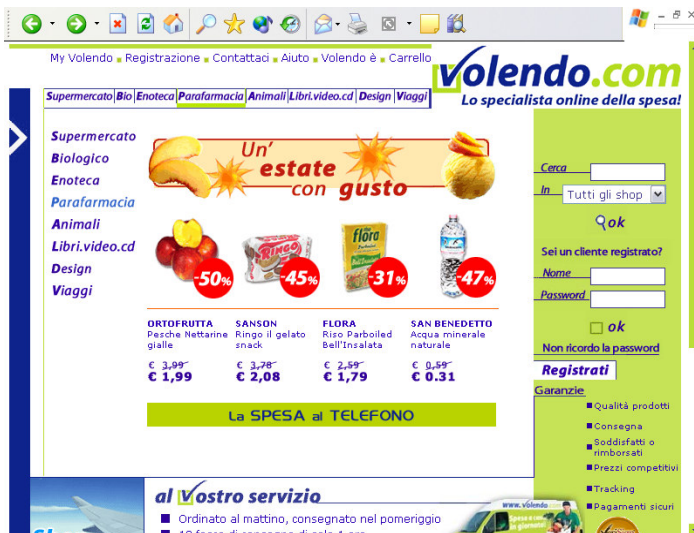 My Volendo Registrazione Contattaci Aiuto Volendo è Carrello
Volendo.com
Lo specialista online della spesa!
Supermercato Bio Enoteca Parafarmacia Animali Libri.video.cd Design Viaggi
Supermercato
Biologico
Enoteca
Parafarmacia
Animali
Libri.video.cd
Design
Viaggi
Un'
estate
con gusto
-50%
RINGO
-45%
flora
-31%
-47%
ORTOFRUTTA
Pesche Nettarine
gialle
€ 3,99
€ 1,99
SANSON
Ringo il gelato
snack
€ 3,78
€ 2,08
FLORA
Riso Parboiled
Bell'Insalata
€ 2,59
€ 1,79
SAN BENEDETTO
Acqua minerale
naturale
€ 0,59
€ 0.31
La SPESA al TELEFONO
Cerca
In Tutti gli shop
ok
Sei un cliente registrato?
Nome
Password
ok
Non ricordo la password
Registrati
Garanzie
Qualità prodotti
Consegna
Soddisfatti o
rimborsati
Prezzi competitivi
Tracking
Pagamenti sicuri
al Vostro servizio
Ordinato al mattino, consegnato nel pomeriggio